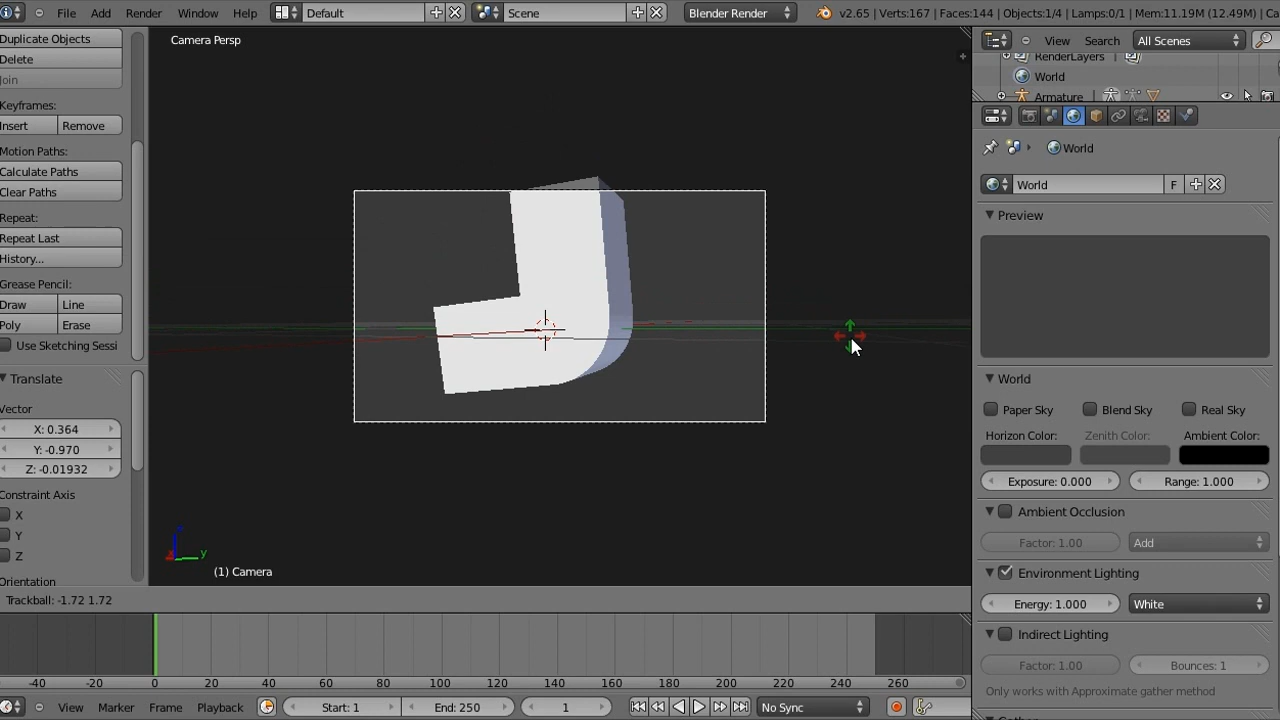 File Add Render Window Help Default Scene Blender Render v2.65 | Verts:167 | Faces:144 | Objects:1/4 | Lamps:0/1 | Mem:11.19M (12.49M) | Ca
Duplicate Objects
Delete
Join
Keyframes:
Insert Remove
Motion Paths:
Calculate Paths
Clear Paths
Repeat:
Repeat Last
History...
Grease Pencil:
Draw Line
Poly Erase
Use Sketching Sessi
Translate
Vector
X: 0.364
Y: -0.970
Z: -0.01932
Constraint Axis
X
Y
Z
Orientation
Camera Persp
x y
(1) Camera
Trackball: -1.72 1.72
-40 -20 0 20 40 60 80 100 120 140 160 180 200 220 240 260
View Marker Frame Playback Start: 1 End: 250 1 No Sync
View Search All Scenes
RenderLayers
World
Armature
World
World F
Preview
World
Paper Sky Blend Sky Real Sky
Horizon Color: Zenith Color: Ambient Color:
Exposure: 0.000 Range: 1.000
Ambient Occlusion
Factor: 1.00 Add
Environment Lighting
Energy: 1.000 White
Indirect Lighting
Factor: 1.00 Bounces: 1
Only works with Approximate gather method
Gather